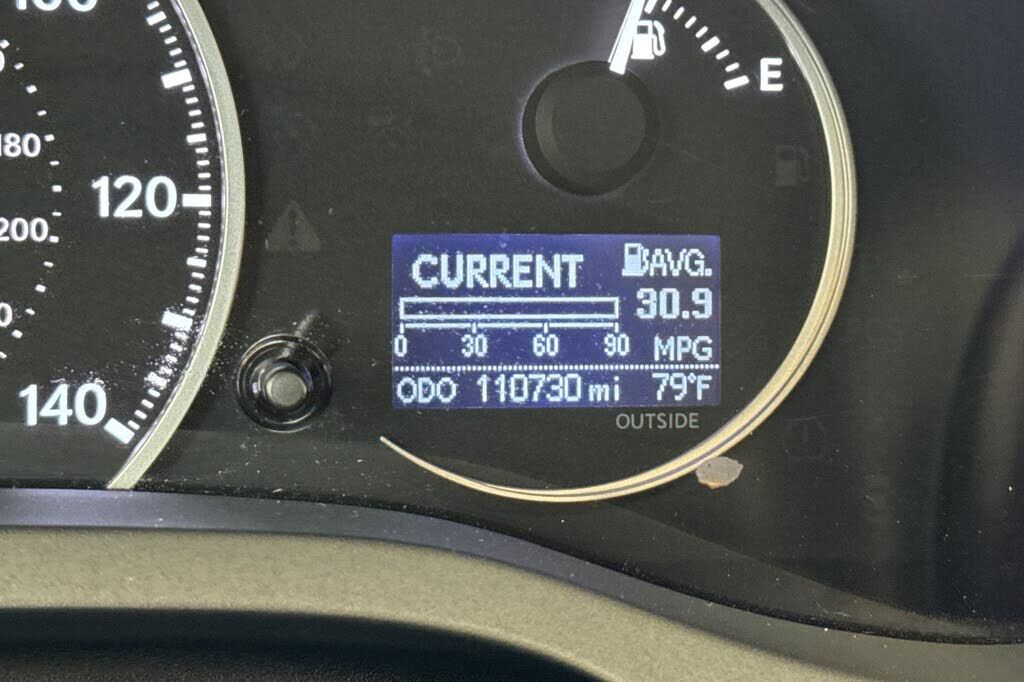 120
140
180
200
E
CURRENT
AVG.
30.9
0 30 60 90
MPG
ODO 110730 mi 79°F
OUTSIDE